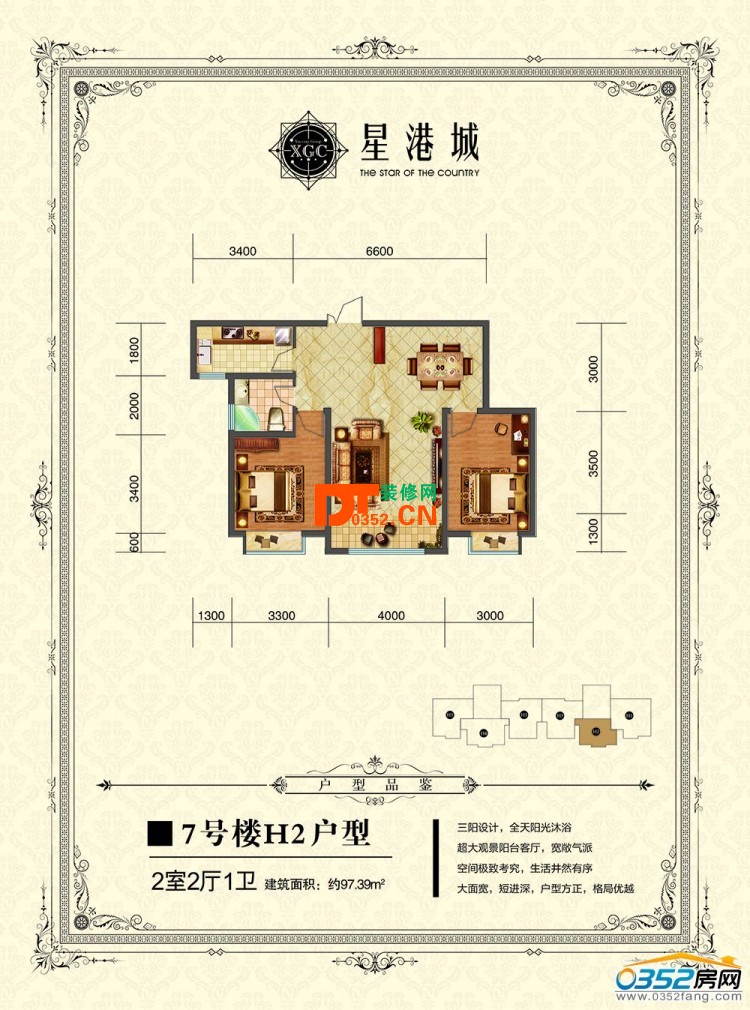 XGC
星港城
THE STAR OF THE COUNTRY
3400 6600
1800
2000
3400
600
3000
3500
1300
DT装修网
0352.CN
1300 3300 4000 3000
户型品鉴
7号楼H2户型
2室2厅1卫 建筑面积：约97.39m²
三阳设计，全天阳光沐浴
超大观景阳台客厅，宽敞气派
空间极致考究，生活井然有序
大面宽，短进深，户型方正，格局优越
0352房网
www.0352fang.com